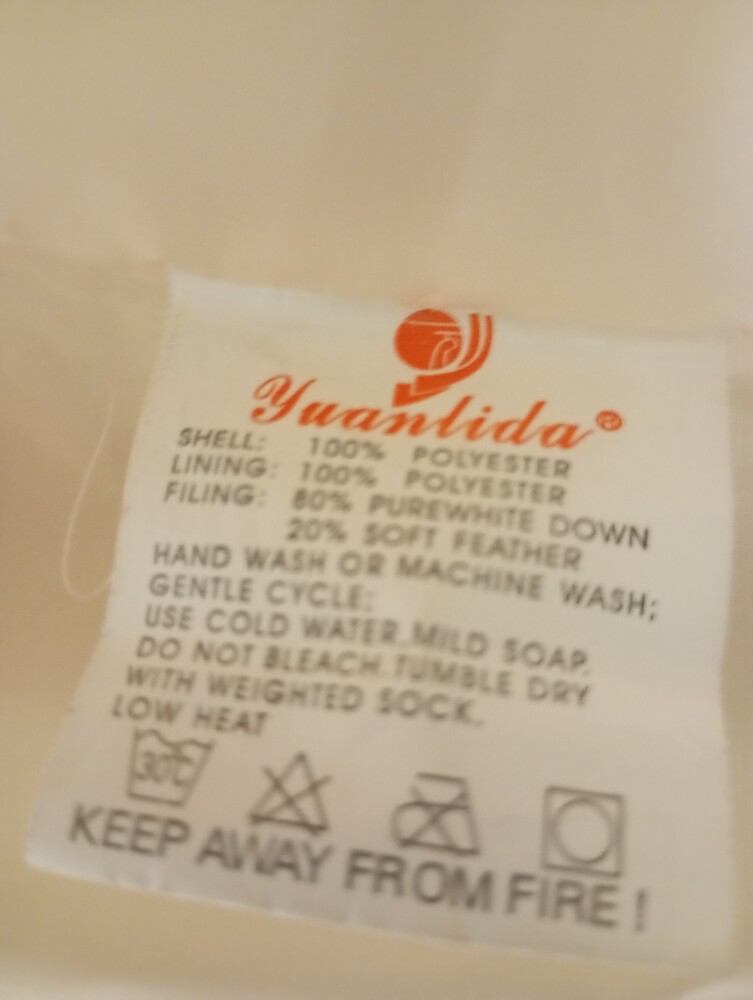 Yuanlida®
SHELL: 100% POLYESTER
LINING: 100% POLYESTER
FILING: 80% PUREWHITE DOWN
20% SOFT FEATHER
HAND WASH OR MACHINE WASH;
GENTLE CYCLE;
USE COLD WATER.MILD SOAP.
DO NOT BLEACH.TUMBLE DRY
WITH WEIGHTED SOCK.
LOW HEAT
30℃
KEEP AWAY FROM FIRE !